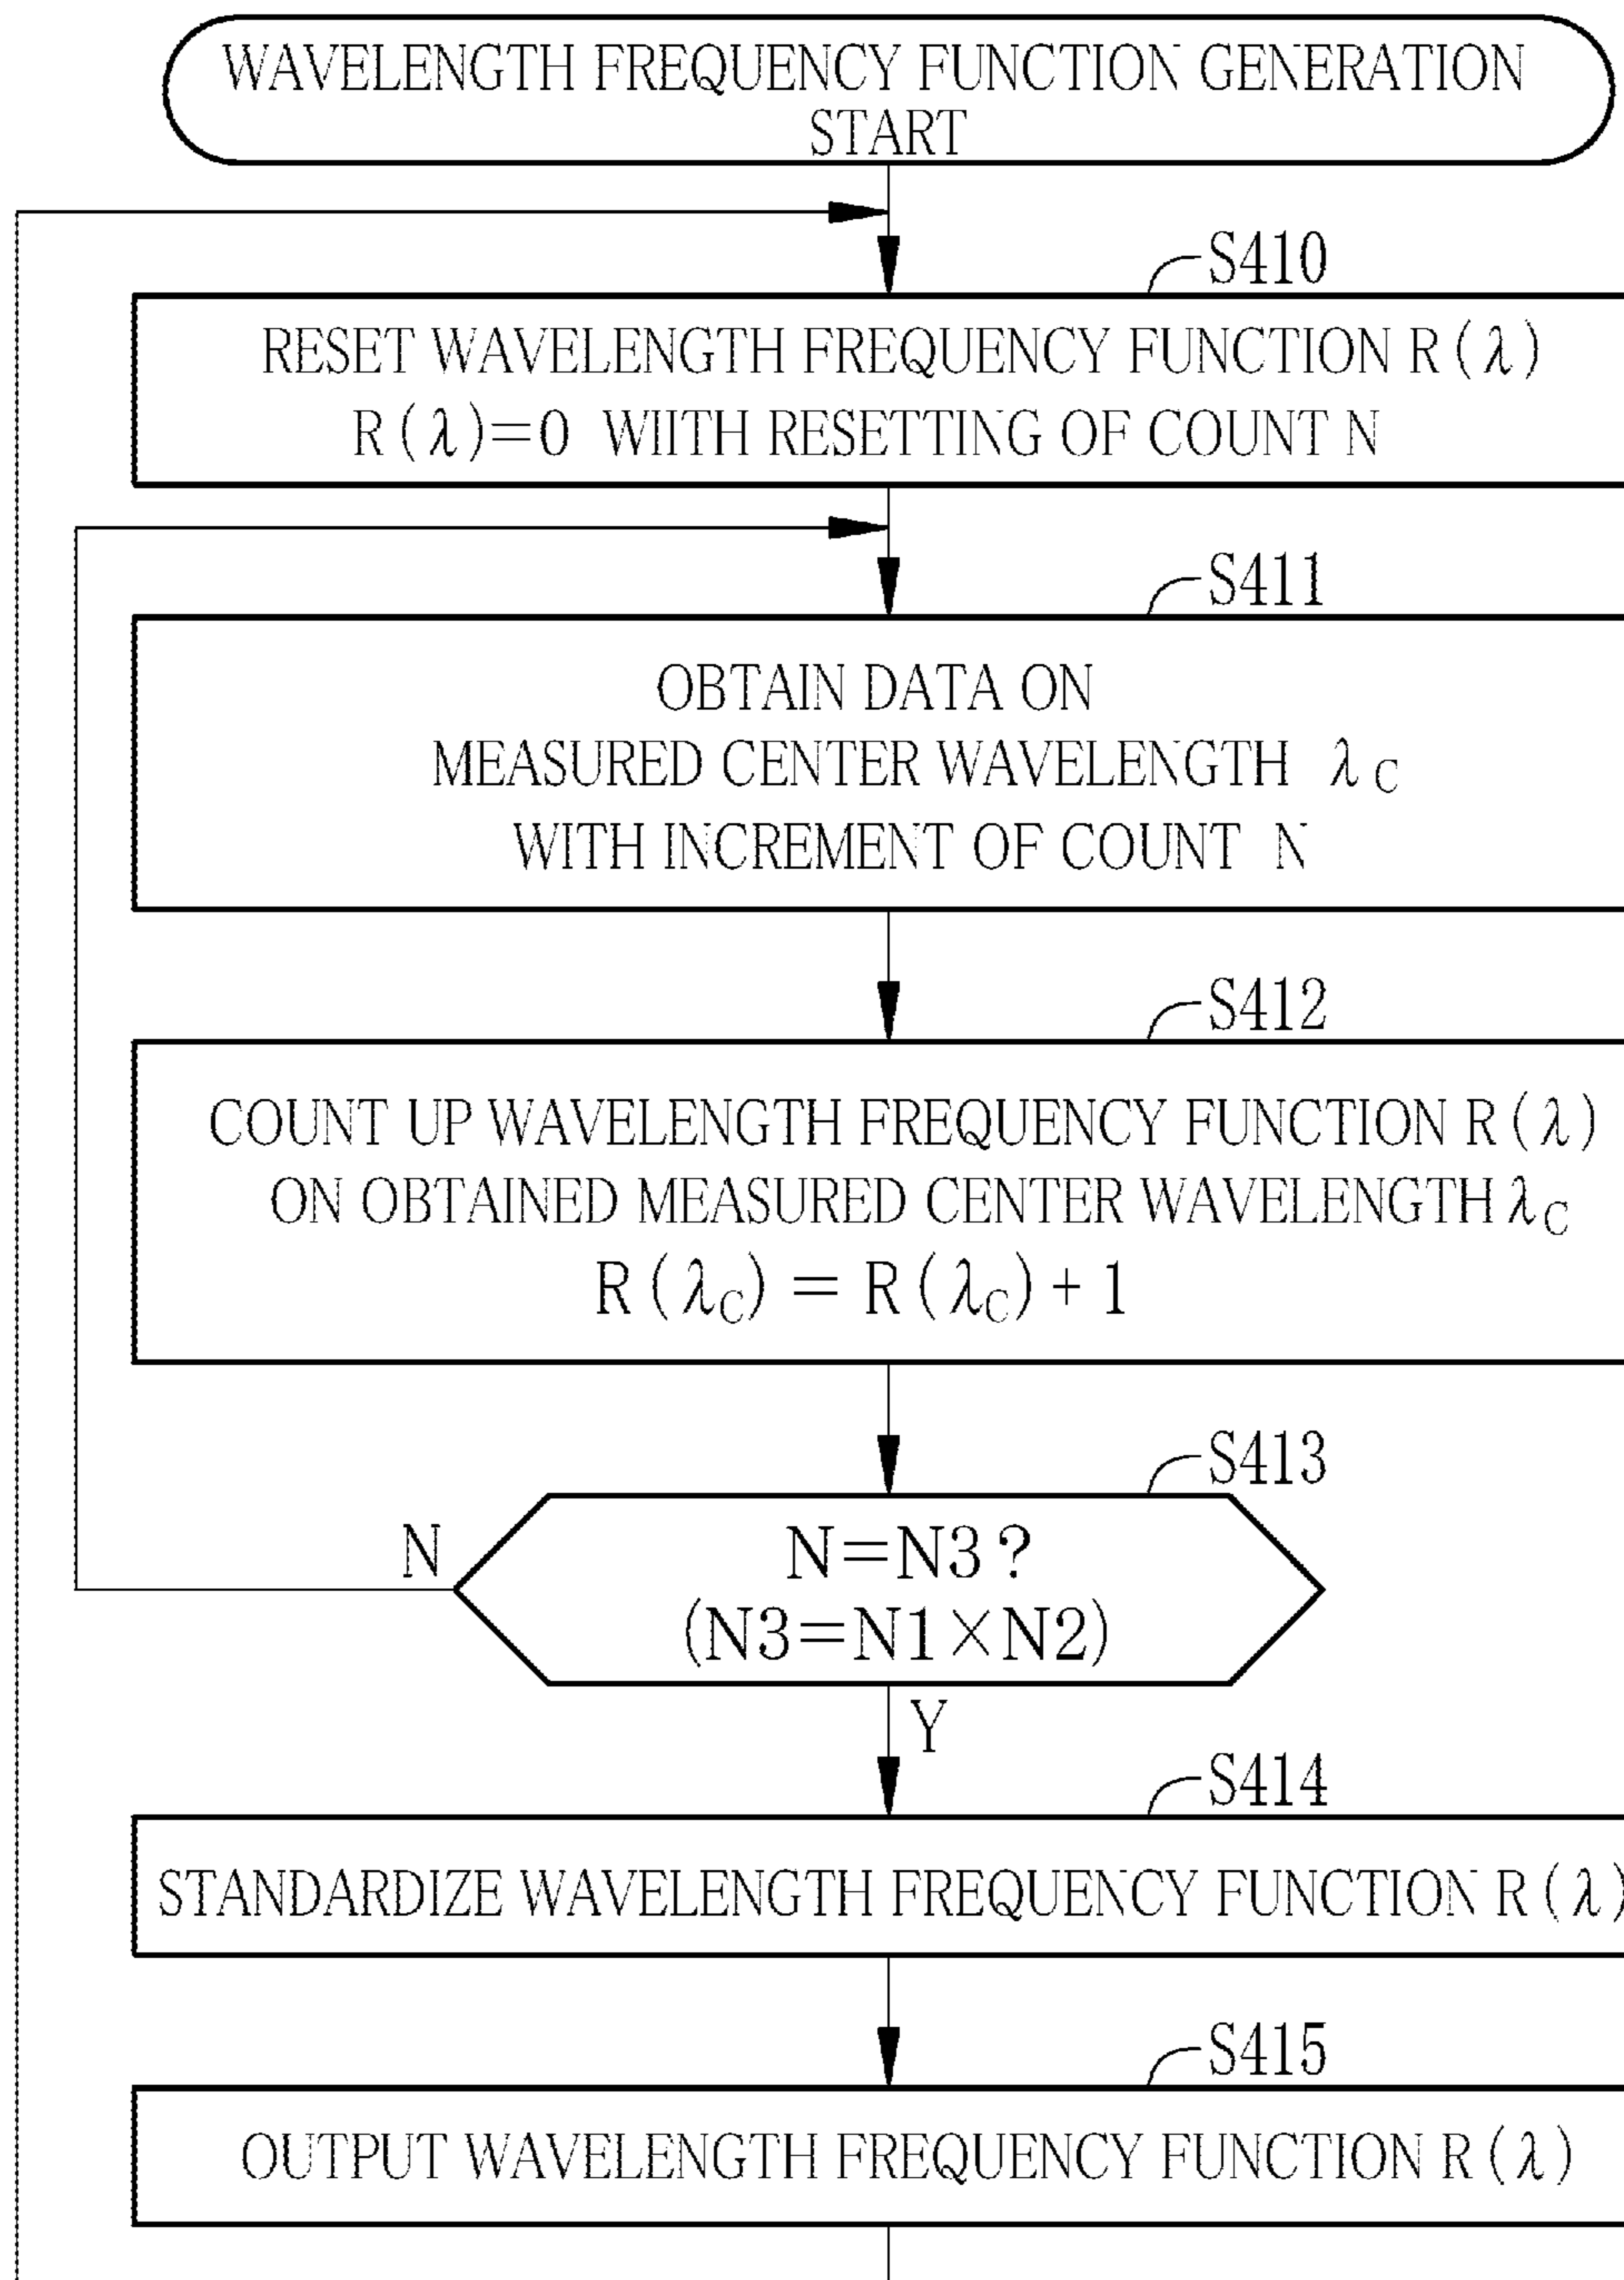 WAVELENGTH FREQUENCY FUNCTION GENERATION
START
S410
RESET WAVELENGTH FREQUENCY FUNCTION R(λ)
R(λ)=0 WIITH RESETTING OF COUNT N
S411
OBTAIN DATA ON
MEASURED CENTER WAVELENGTH λC
WITH INCREMENT OF COUNT N
S412
COUNT UP WAVELENGTH FREQUENCY FUNCTION R(λ)
ON OBTAINED MEASURED CENTER WAVELENGTH λC
R(λC) = R(λC)+1
S413
N
N=N3?
(N3=N1×N2)
Y
S414
STANDARDIZE WAVELENGTH FREQUENCY FUNCTION R(λ)
S415
OUTPUT WAVELENGTH FREQUENCY FUNCTION R(λ)